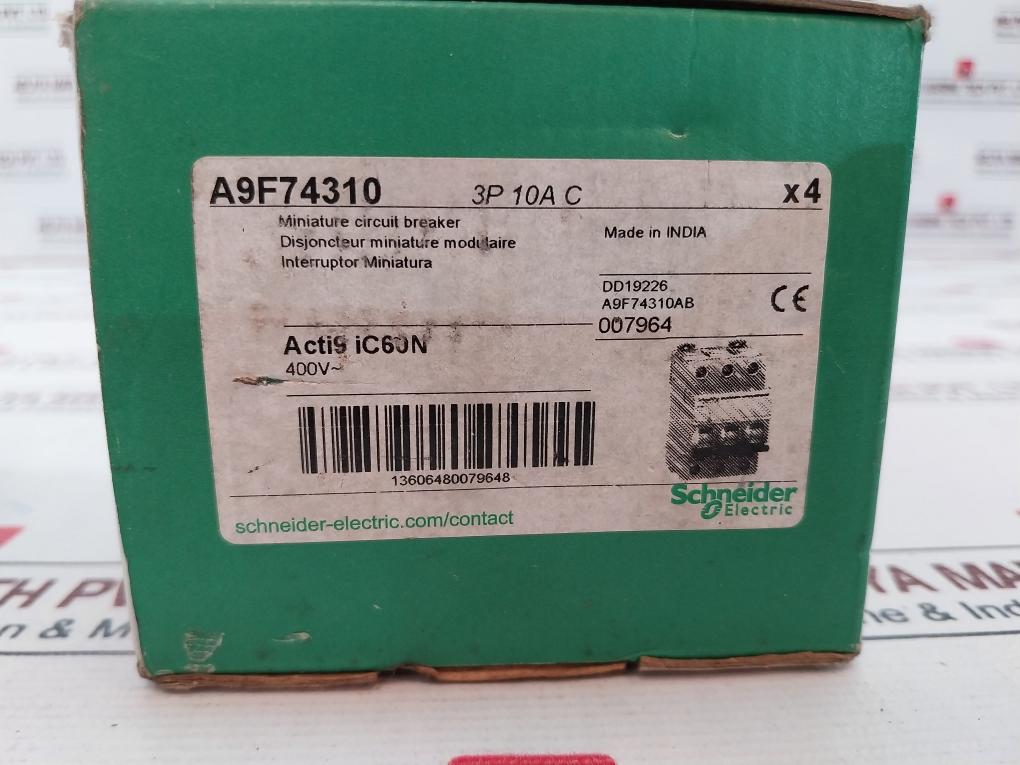 A9F74310 3P 10A C x4
Miniature circuit breaker
Disjoncteur miniature modulaire
Interruptor Miniatura
Made in INDIA
DD19226
A9F74310AB
007964
CE
Acti9 iC60N
400V~
13606480079648
schneider-electric.com/contact
Schneider
Electric